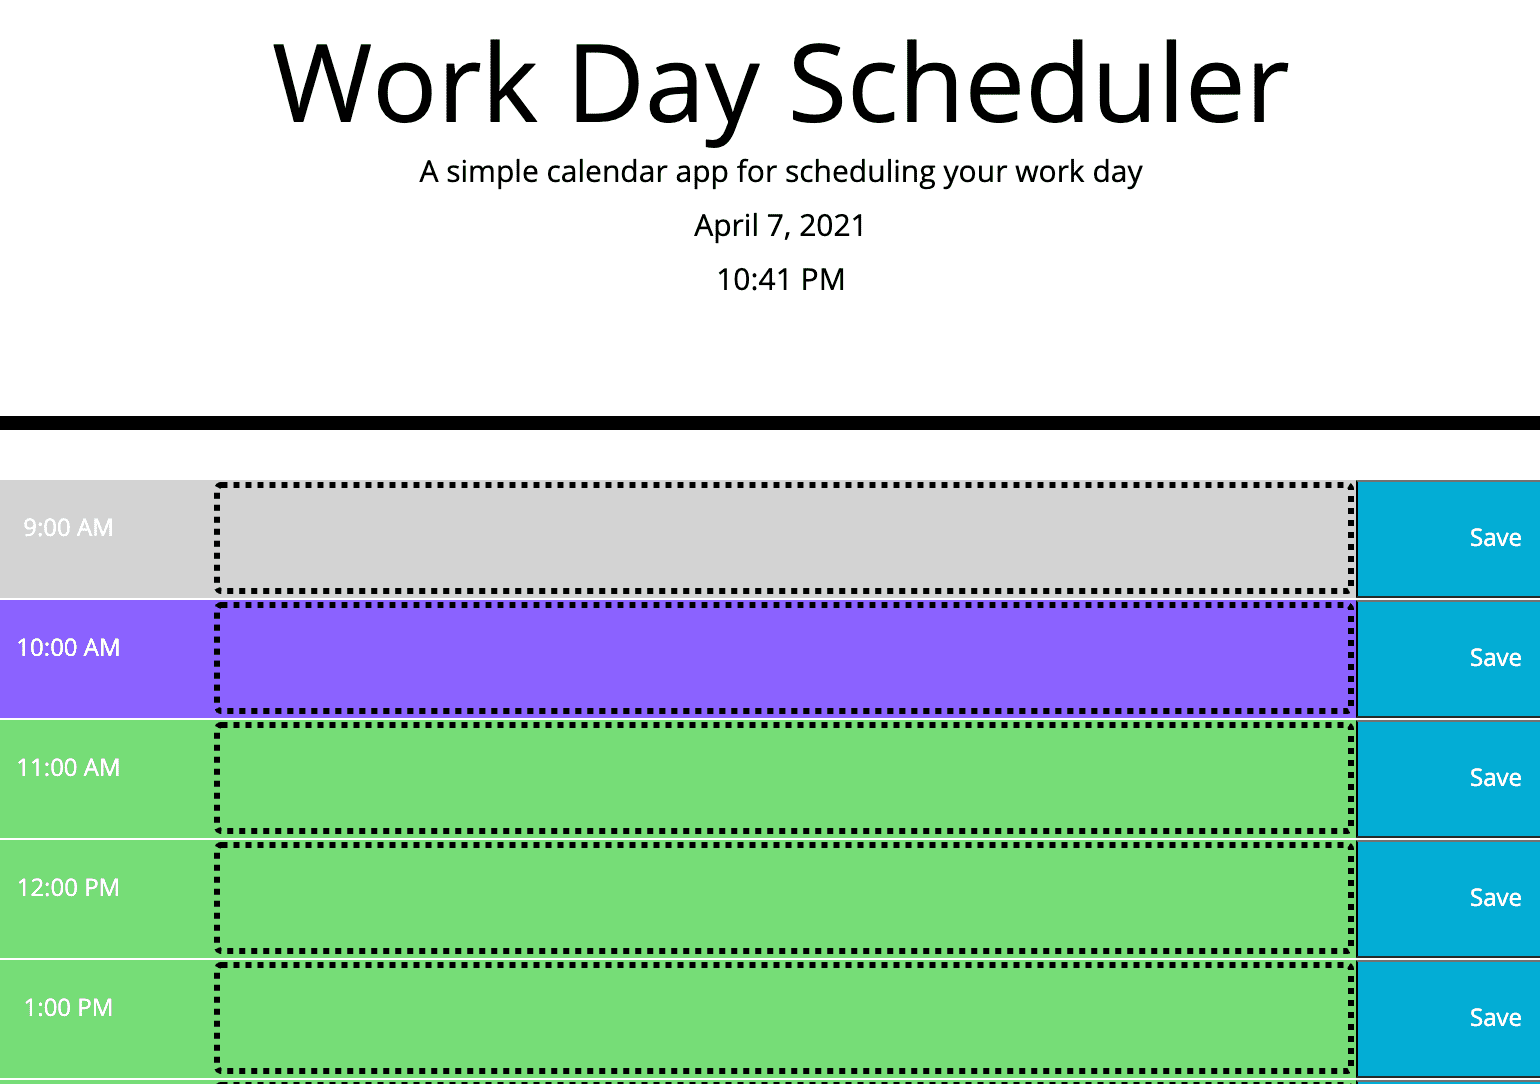 Work Day Scheduler
A simple calendar app for scheduling your work day
April 7, 2021
10:41 PM
9:00 AM
Save
10:00 AM
Save
11:00 AM
Save
12:00 PM
Save
1:00 PM
Save